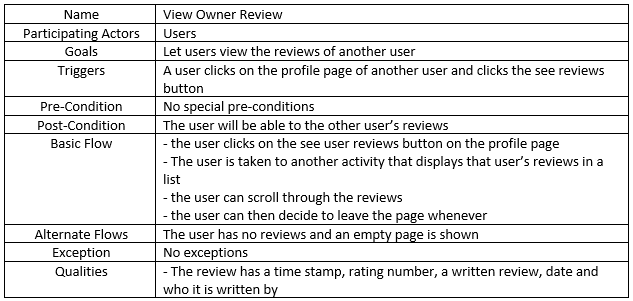 Name View Owner Review
Participating Actors Users
Goals Let users view the reviews of another user
Triggers A user clicks on the profile page of another user and clicks the see reviews
button
Pre-Condition No special pre-conditions
Post-Condition The user will be able to the other user's reviews
Basic Flow - the user clicks on the see user reviews button on the profile page
- The user is taken to another activity that displays that user's reviews in a
list
- the user can scroll through the reviews
- the user can then decide to leave the page whenever
Alternate Flows The user has no reviews and an empty page is shown
Exception No exceptions
Qualities - The review has a time stamp, rating number, a written review, date and
who it is written by